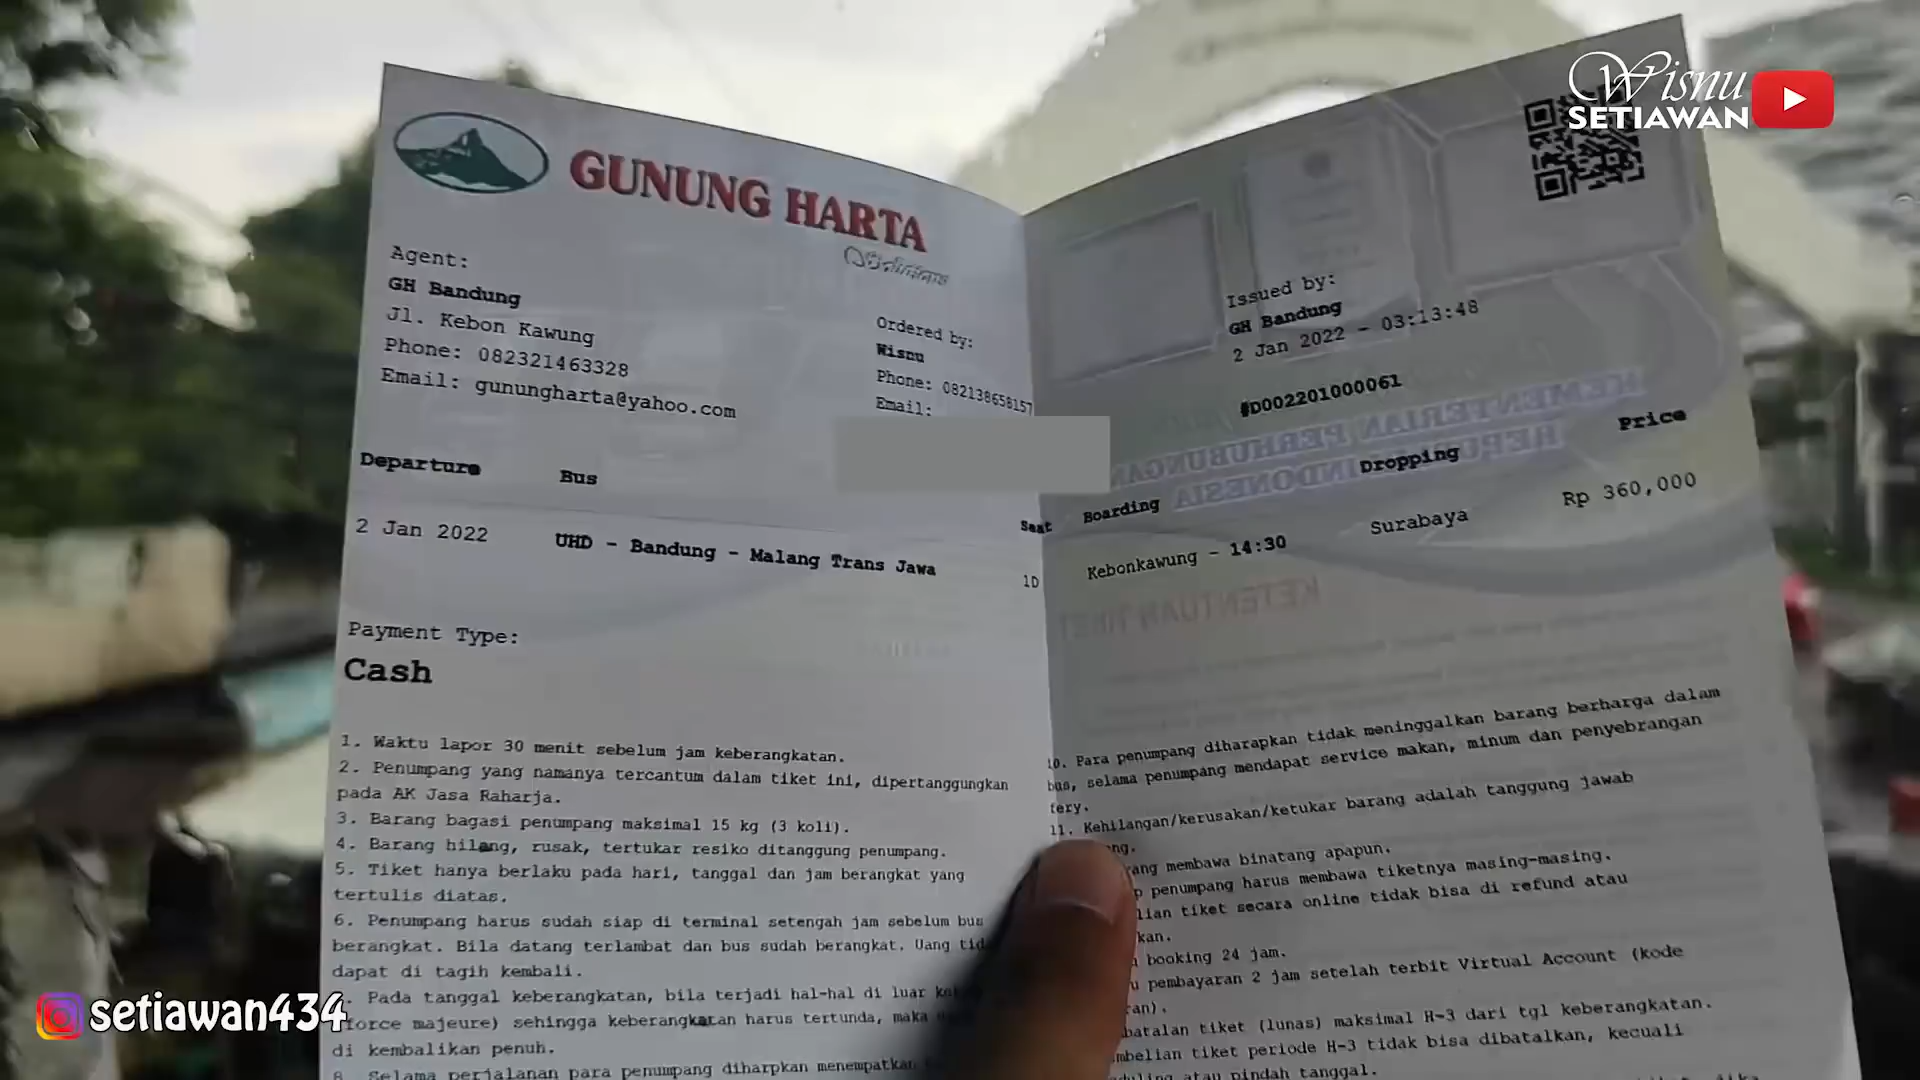 Wisnu
SETIAWAN
GUNUNG HARTA
Agent:
GH Bandung
Jl. Kebon Kawung
Phone: 082321463328
Email: gunungharta@yahoo.com
Ordered by:
Wisnu
Phone: 082138658157
Email:
Issued by:
GH Bandung
2 Jan 2022 - 03:13:48
#D002201000061
KEMENTERIAN PERHUBUNGAN
REPUBLIK INDONESIA
Departure Bus Seat Boarding Dropping Price
2 Jan 2022 UHD - Bandung - Malang Trans Jawa 1D Kebonkawung - 14:30 Surabaya Rp 360,000
KETENTUAN TIKET
Payment Type:
Cash
1. Waktu lapor 30 menit sebelum jam keberangkatan.
2. Penumpang yang namanya tercantum dalam tiket ini, dipertanggungkan
pada AK Jasa Raharja.
3. Barang bagasi penumpang maksimal 15 kg (3 koli).
4. Barang hilang, rusak, tertukar resiko ditanggung penumpang.
5. Tiket hanya berlaku pada hari, tanggal dan jam berangkat yang
tertulis diatas.
6. Penumpang harus sudah siap di terminal setengah jam sebelum bus
berangkat. Bila datang terlambat dan bus sudah berangkat. Uang
dapat di tagih kembali.
Pada tanggal keberangkatan, bila terjadi hal-hal di luar
force majeure) sehingga keberangkatan harus tertunda, maka
di kembalikan penuh.
8. Selama perjalanan para penumpang diharpkan menempatkan
10. Para penumpang diharapkan tidak meninggalkan barang berharga dalam
bus, selama penumpang mendapat service makan, minum dan penyebrangan
fery.
11. Kehilangan/kerusakan/ketukar barang adalah tanggung jawab
membawa binatang apapun.
penumpang harus membawa tiketnya masing-masing.
tiket secara online tidak bisa di refund atau
booking 24 jam.
pembayaran 2 jam setelah terbit Virtual Account (kode
tiket (lunas) maksimal H-3 dari tgl keberangkatan.
tiket periode H-3 tidak bisa dibatalkan, kecuali
atau pindah tanggal.
setiawan434